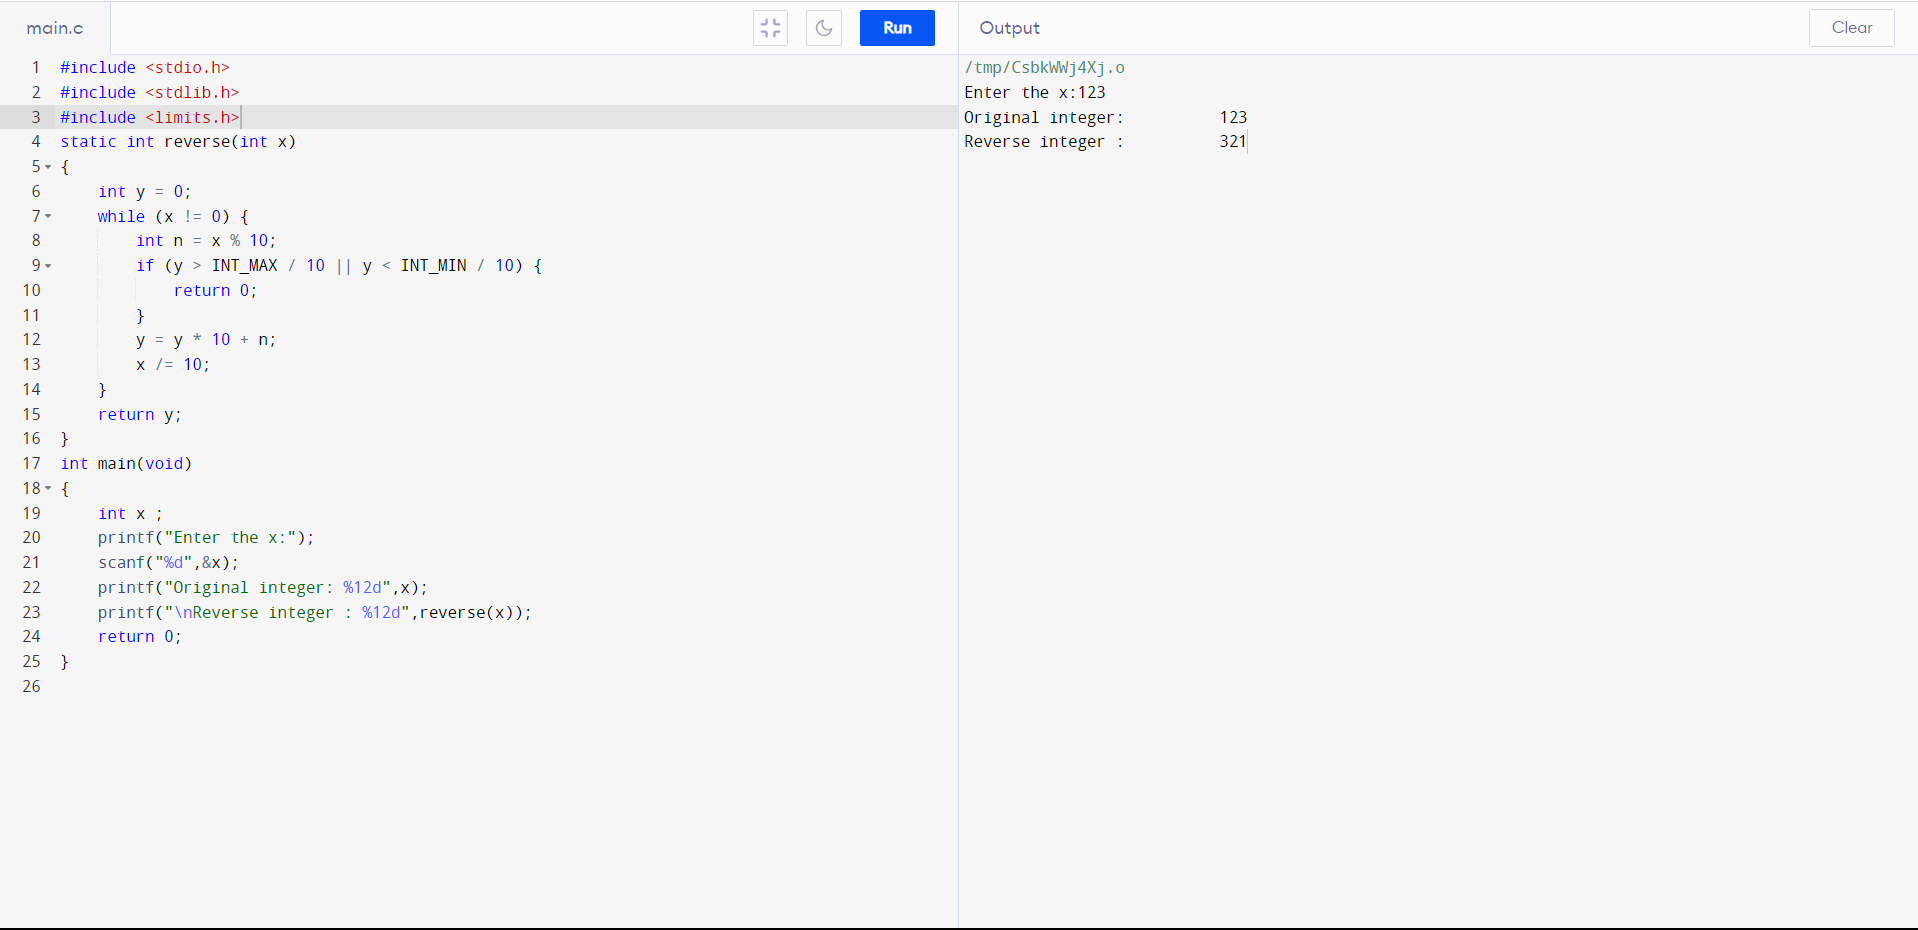 main.c
Run
Output
Clear
1 #include <stdio.h>
2 #include <stdlib.h>
3 #include <limits.h>
4 static int reverse(int x)
5 {
6     int y = 0;
7     while (x != 0) {
8         int n = x % 10;
9         if (y > INT_MAX / 10 || y < INT_MIN / 10) {
10             return 0;
11         }
12         y = y * 10 + n;
13         x /= 10;
14     }
15     return y;
16 }
17 int main(void)
18 {
19     int x ;
20     printf("Enter the x:");
21     scanf("%d",&x);
22     printf("Original integer: %12d",x);
23     printf("\nReverse integer : %12d",reverse(x));
24     return 0;
25 }
26
/tmp/CsbkWWj4Xj.o
Enter the x:123
Original integer:          123
Reverse integer :          321